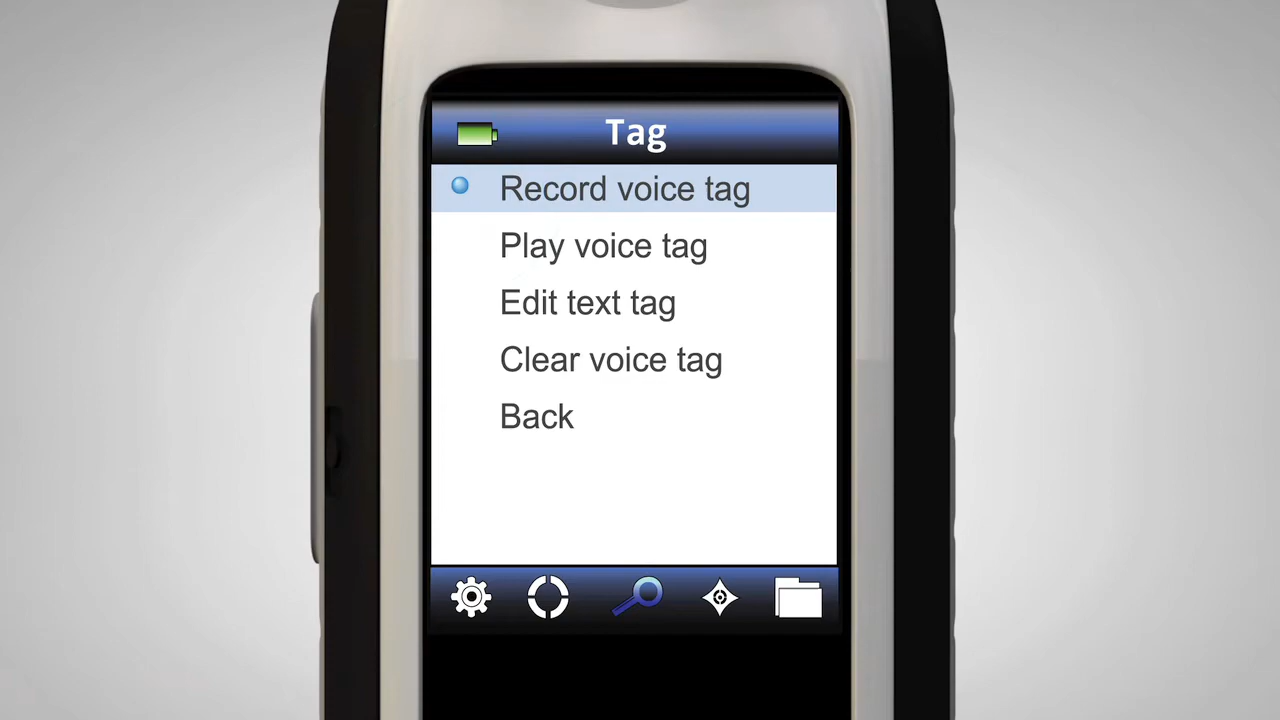 Tag
Record voice tag
Play voice tag
Edit text tag
Clear voice tag
Back